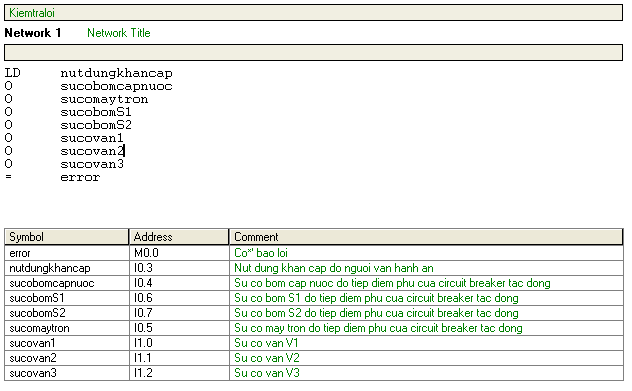 Kiemtraloi
Network 1 Network Title
LD nutdungkhancap
O sucobomcapnuoc
O sucomaytron
O sucobomS1
O sucobomS2
O sucovan1
O sucovan2
O sucovan3
= error
Symbol Address Comment
error M0.0 Co*' bao loi
nutdungkhancap I0.3 Nut dung khan cap do nguoi van hanh an
sucobomcapnuoc I0.4 Su co bom cap nuoc do tiep diem phu cua circuit breaker tac dong
sucobomS1 I0.6 Su co bom S1 do tiep diem phu cua circuit breaker tac dong
sucobomS2 I0.7 Su co bom S2 do tiep diem phu cua circuit breaker tac dong
sucomaytron I0.5 Su co may tron do tiep diem phu cua circuit breaker tac dong
sucovan1 I1.0 Su co van V1
sucovan2 I1.1 Su co van V2
sucovan3 I1.2 Su co van V3